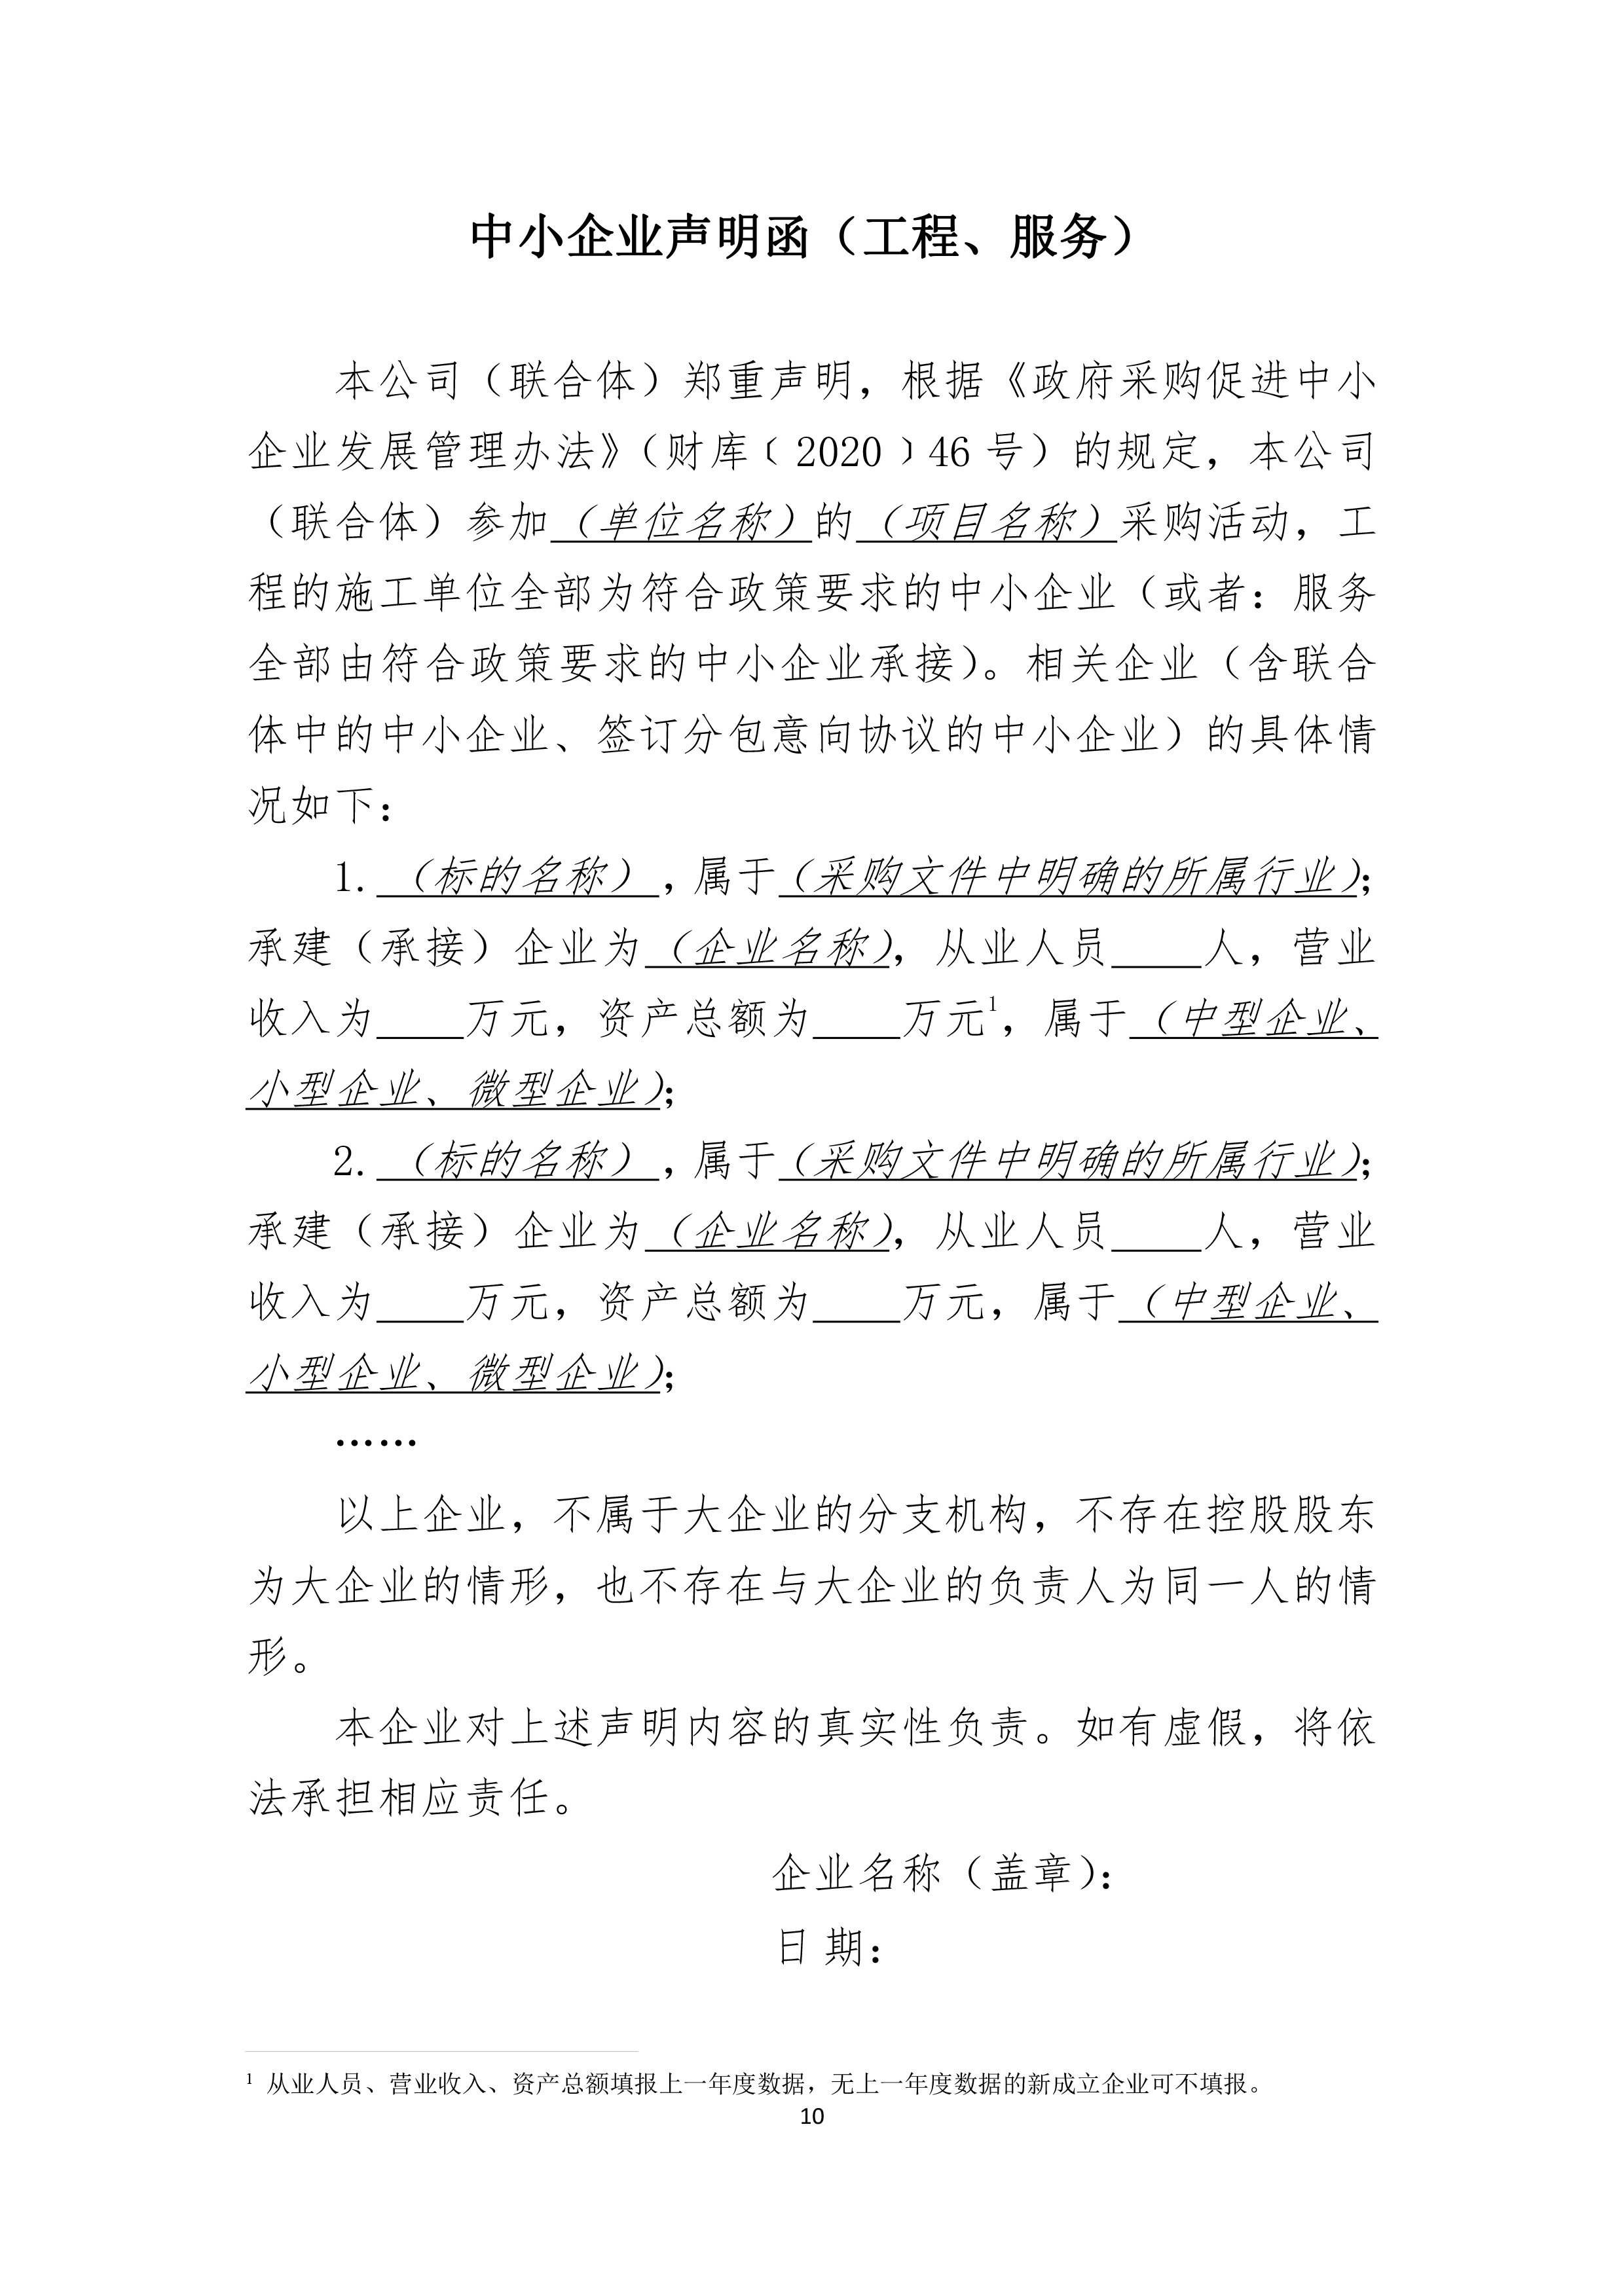 中小企业声明函（工程、服务）
本公司（联合体）郑重声明，根据《政府采购促进中小
企业发展管理办法》（财库﹝2020﹞46 号）的规定，本公司
（联合体）参加（单位名称）的（项目名称）采购活动，工
程的施工单位全部为符合政策要求的中小企业（或者：服务
全部由符合政策要求的中小企业承接）。相关企业（含联合
体中的中小企业、签订分包意向协议的中小企业）的具体情
况如下：
1. （标的名称） ，属于（采购文件中明确的所属行业）；
承建（承接）企业为（企业名称），从业人员____人，营业
收入为____万元，资产总额为____万元1，属于（中型企业、
小型企业、微型企业）；
2. （标的名称） ，属于（采购文件中明确的所属行业）；
承建（承接）企业为（企业名称），从业人员____人，营业
收入为____万元，资产总额为____万元，属于（中型企业、
小型企业、微型企业）；
……
以上企业，不属于大企业的分支机构，不存在控股股东
为大企业的情形，也不存在与大企业的负责人为同一人的情
形。
本企业对上述声明内容的真实性负责。如有虚假，将依
法承担相应责任。
企业名称（盖章）：
日 期：
1 从业人员、营业收入、资产总额填报上一年度数据，无上一年度数据的新成立企业可不填报。
10